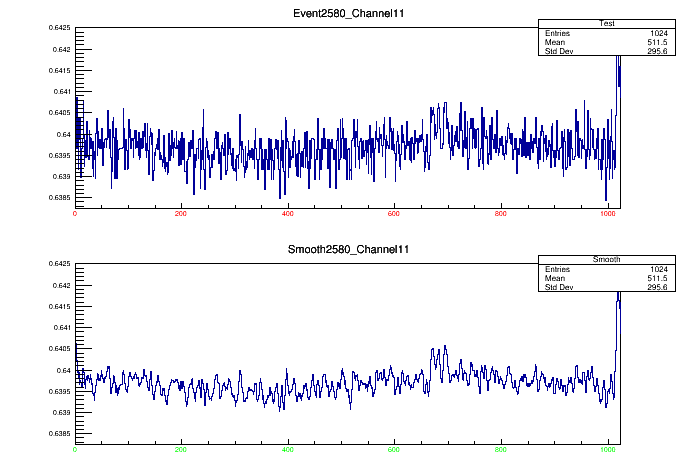 Event2580_Channel11
Test
Entries 1024
Mean 511.5
Std Dev 295.6
0.6425
0.642
0.6415
0.641
0.6405
0.64
0.6395
0.639
0.6385
0 200 400 600 800 1000
Smooth2580_Channel11
Smooth
Entries 1024
Mean 511.5
Std Dev 295.6
0.6425
0.642
0.6415
0.641
0.6405
0.64
0.6395
0.639
0.6385
0 200 400 600 800 1000